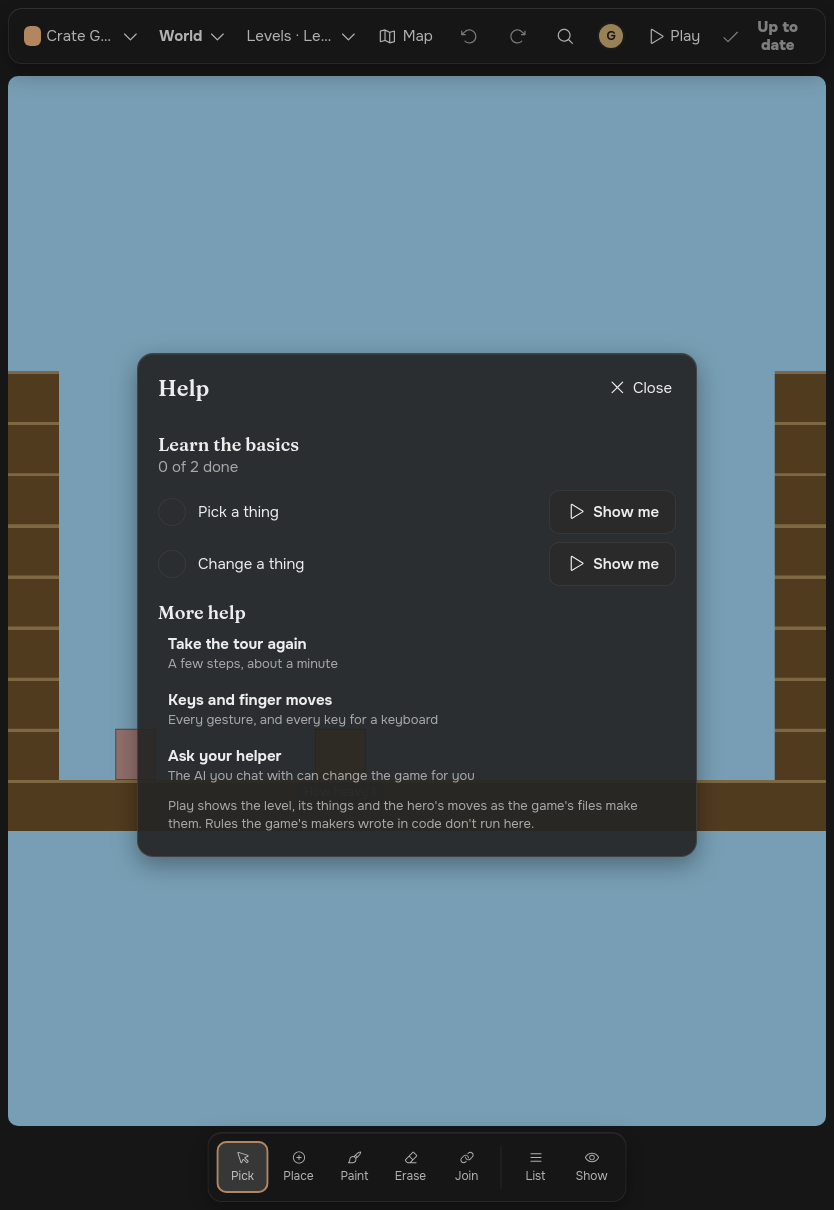 Crate G... World Levels · Le... Map G Play Up to date
Help
Close
Learn the basics
0 of 2 done
Pick a thing
Show me
Change a thing
Show me
More help
Take the tour again
A few steps, about a minute
Keys and finger moves
Every gesture, and every key for a keyboard
Ask your helper
The AI you chat with can change the game for you
Play shows the level, its things and the hero's moves as the game's files make
them. Rules the game's makers wrote in code don't run here.
Pick Place Paint Erase Join List Show